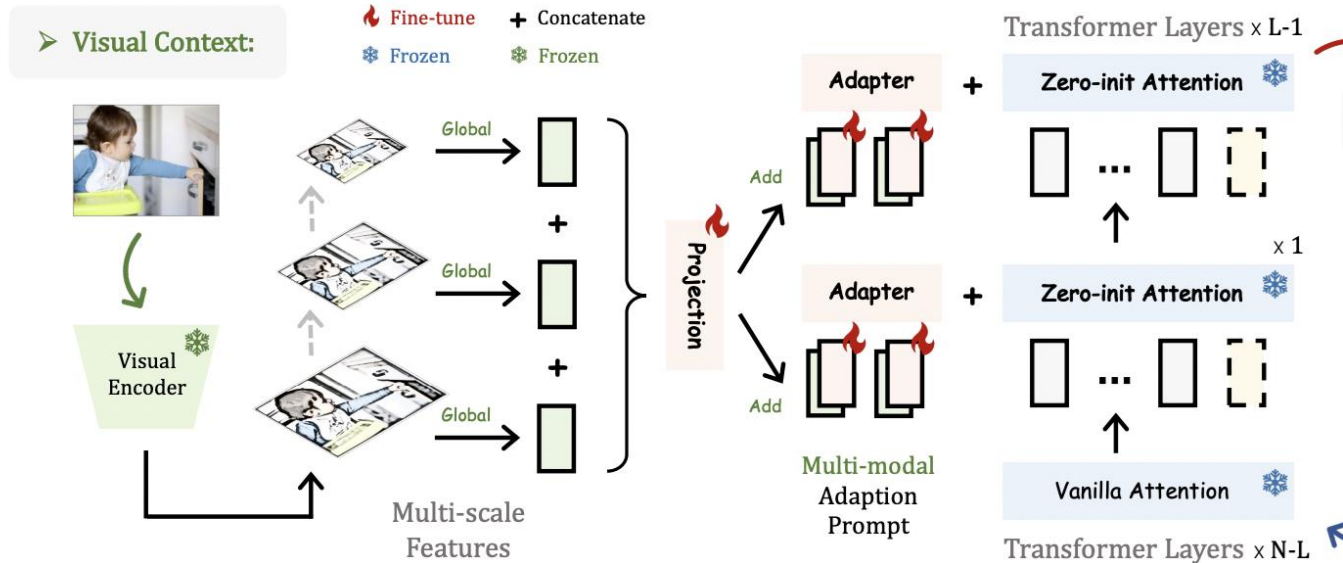 ➢ Visual Context:
Fine-tune
+ Concatenate
Frozen
Frozen
Visual
Encoder
Global
+
Global
+
Global
Multi-scale
Features
Projection
Transformer Layers x L-1
Adapter + Zero-init Attention
Add
...
x 1
Adapter + Zero-init Attention
Add
...
Multi-modal
Adaption
Prompt
Vanilla Attention
Transformer Layers x N-L